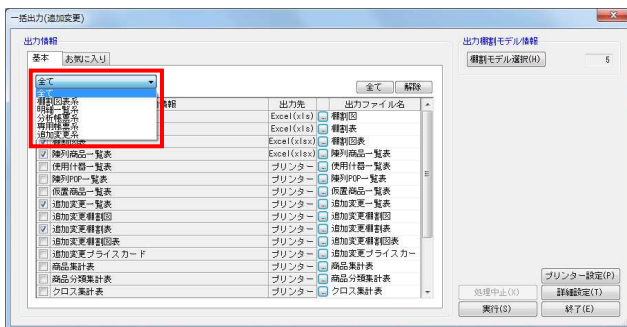 一括出力(追加変更)
出力情報
出力棚割モデル情報
基本 お気に入り
棚割モデル選択(H) 5
全て
全て 解除
全て
棚割図表系
明細一覧系
分析帳票系
専用帳票系
追加変更系
情報 出力先 出力ファイル名
Excel(xls) 棚割図
Excel(xls) 棚割表
棚割図表 Excel(xlsx) 棚割図表
陳列商品一覧表 Excel(xlsx) 陳列商品一覧表
使用什器一覧表 プリンター 使用什器一覧表
陳列POP一覧表 プリンター 陳列POP一覧表
仮置商品一覧表 プリンター 仮置商品一覧表
追加変更一覧表 プリンター 追加変更一覧表
追加変更棚割図 プリンター 追加変更棚割図
追加変更棚割表 プリンター 追加変更棚割表
追加変更棚割図表 プリンター 追加変更棚割図表
追加変更プライスカード プリンター 追加変更プライスカー
商品集計表 プリンター 商品集計表
商品分類集計表 プリンター 商品分類集計表
クロス集計表 プリンター クロス集計表
プリンター設定(P)
処理中止(X) 詳細設定(T)
実行(S) 終了(E)